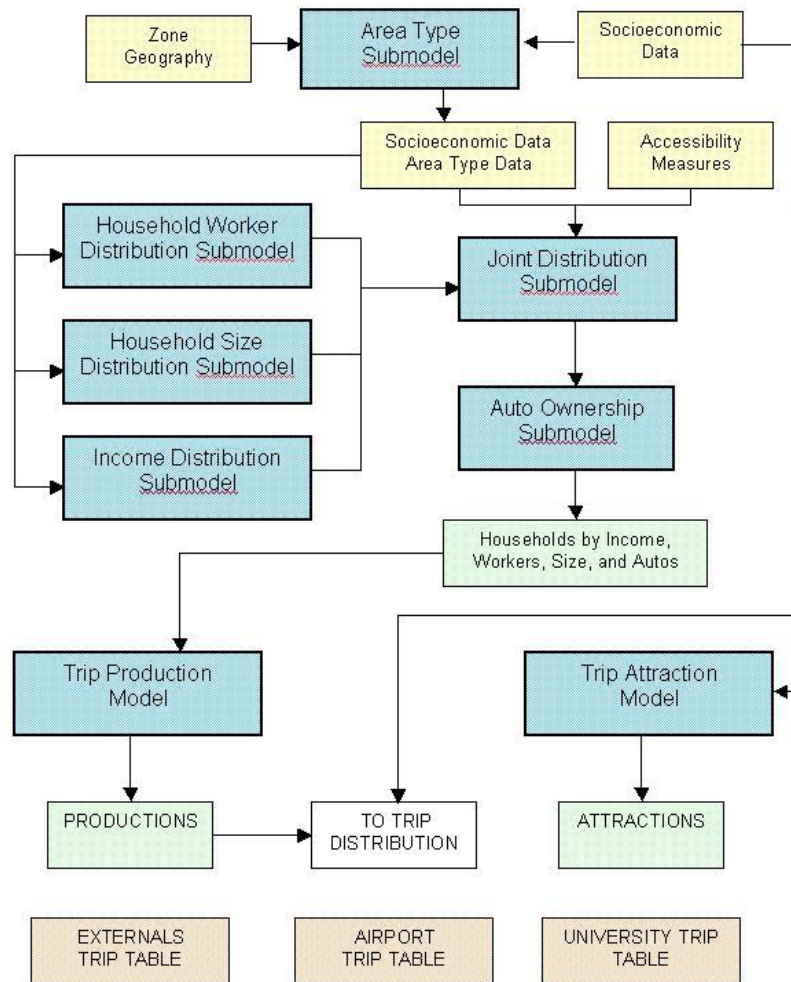 Zone
Geography
Area Type
Submodel
Socioeconomic
Data
Socioeconomic Data
Area Type Data
Accessibility
Measures
Household Worker
Distribution Submodel
Joint Distribution
Submodel
Household Size
Distribution Submodel
Auto Ownership
Submodel
Income Distribution
Submodel
Households by Income,
Workers, Size, and Autos
Trip Production
Model
Trip Attraction
Model
PRODUCTIONS
TO TRIP
DISTRIBUTION
ATTRACTIONS
EXTERNALS
TRIP TABLE
AIRPORT
TRIP TABLE
UNIVERSITY TRIP
TABLE